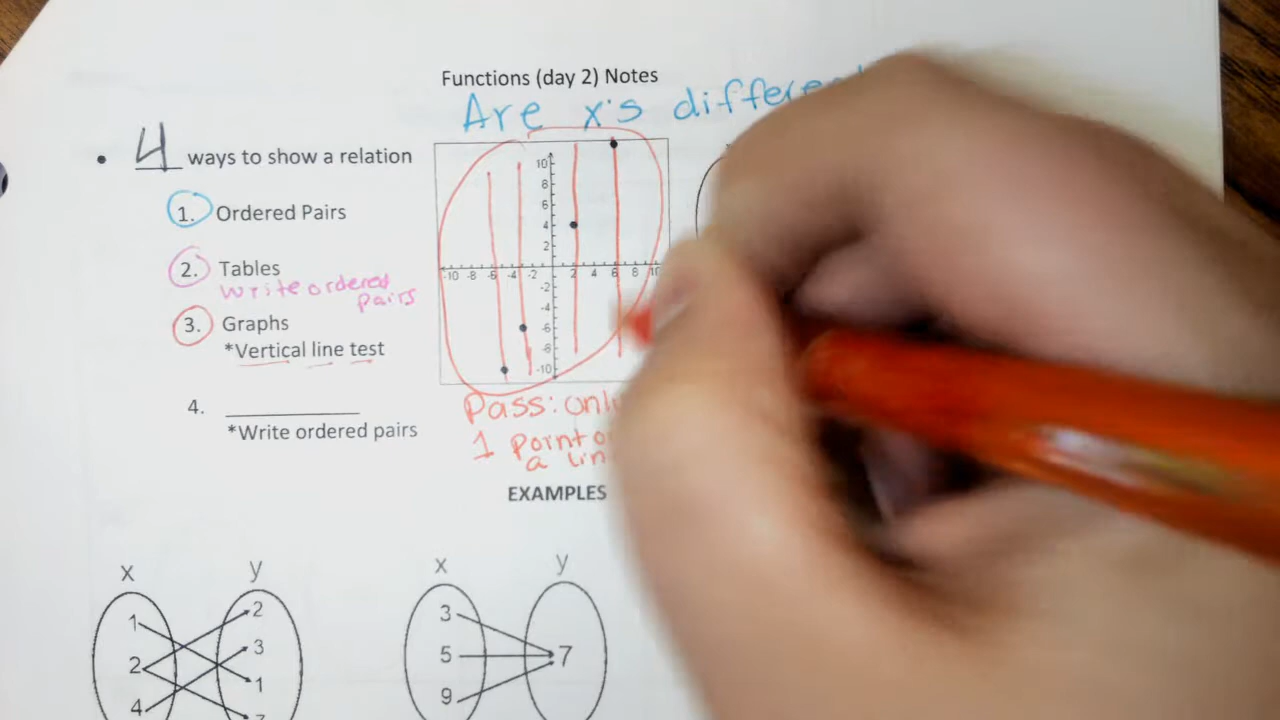 Functions (day 2) Notes
Are x's
4 ways to show a relation
1. Ordered Pairs
2. Tables
write ordered
pairs
3. Graphs
*Vertical line test
4. ____________
*Write ordered pairs
10
8
6
4
2
-10 -8 -6 -4 -2 2 4 6 8 10
-2
-4
-6
-8
-10
Pass:
1 Point
a
EXAMPLES
x y x y
1 2 3
2 3 5 7
4 1 9